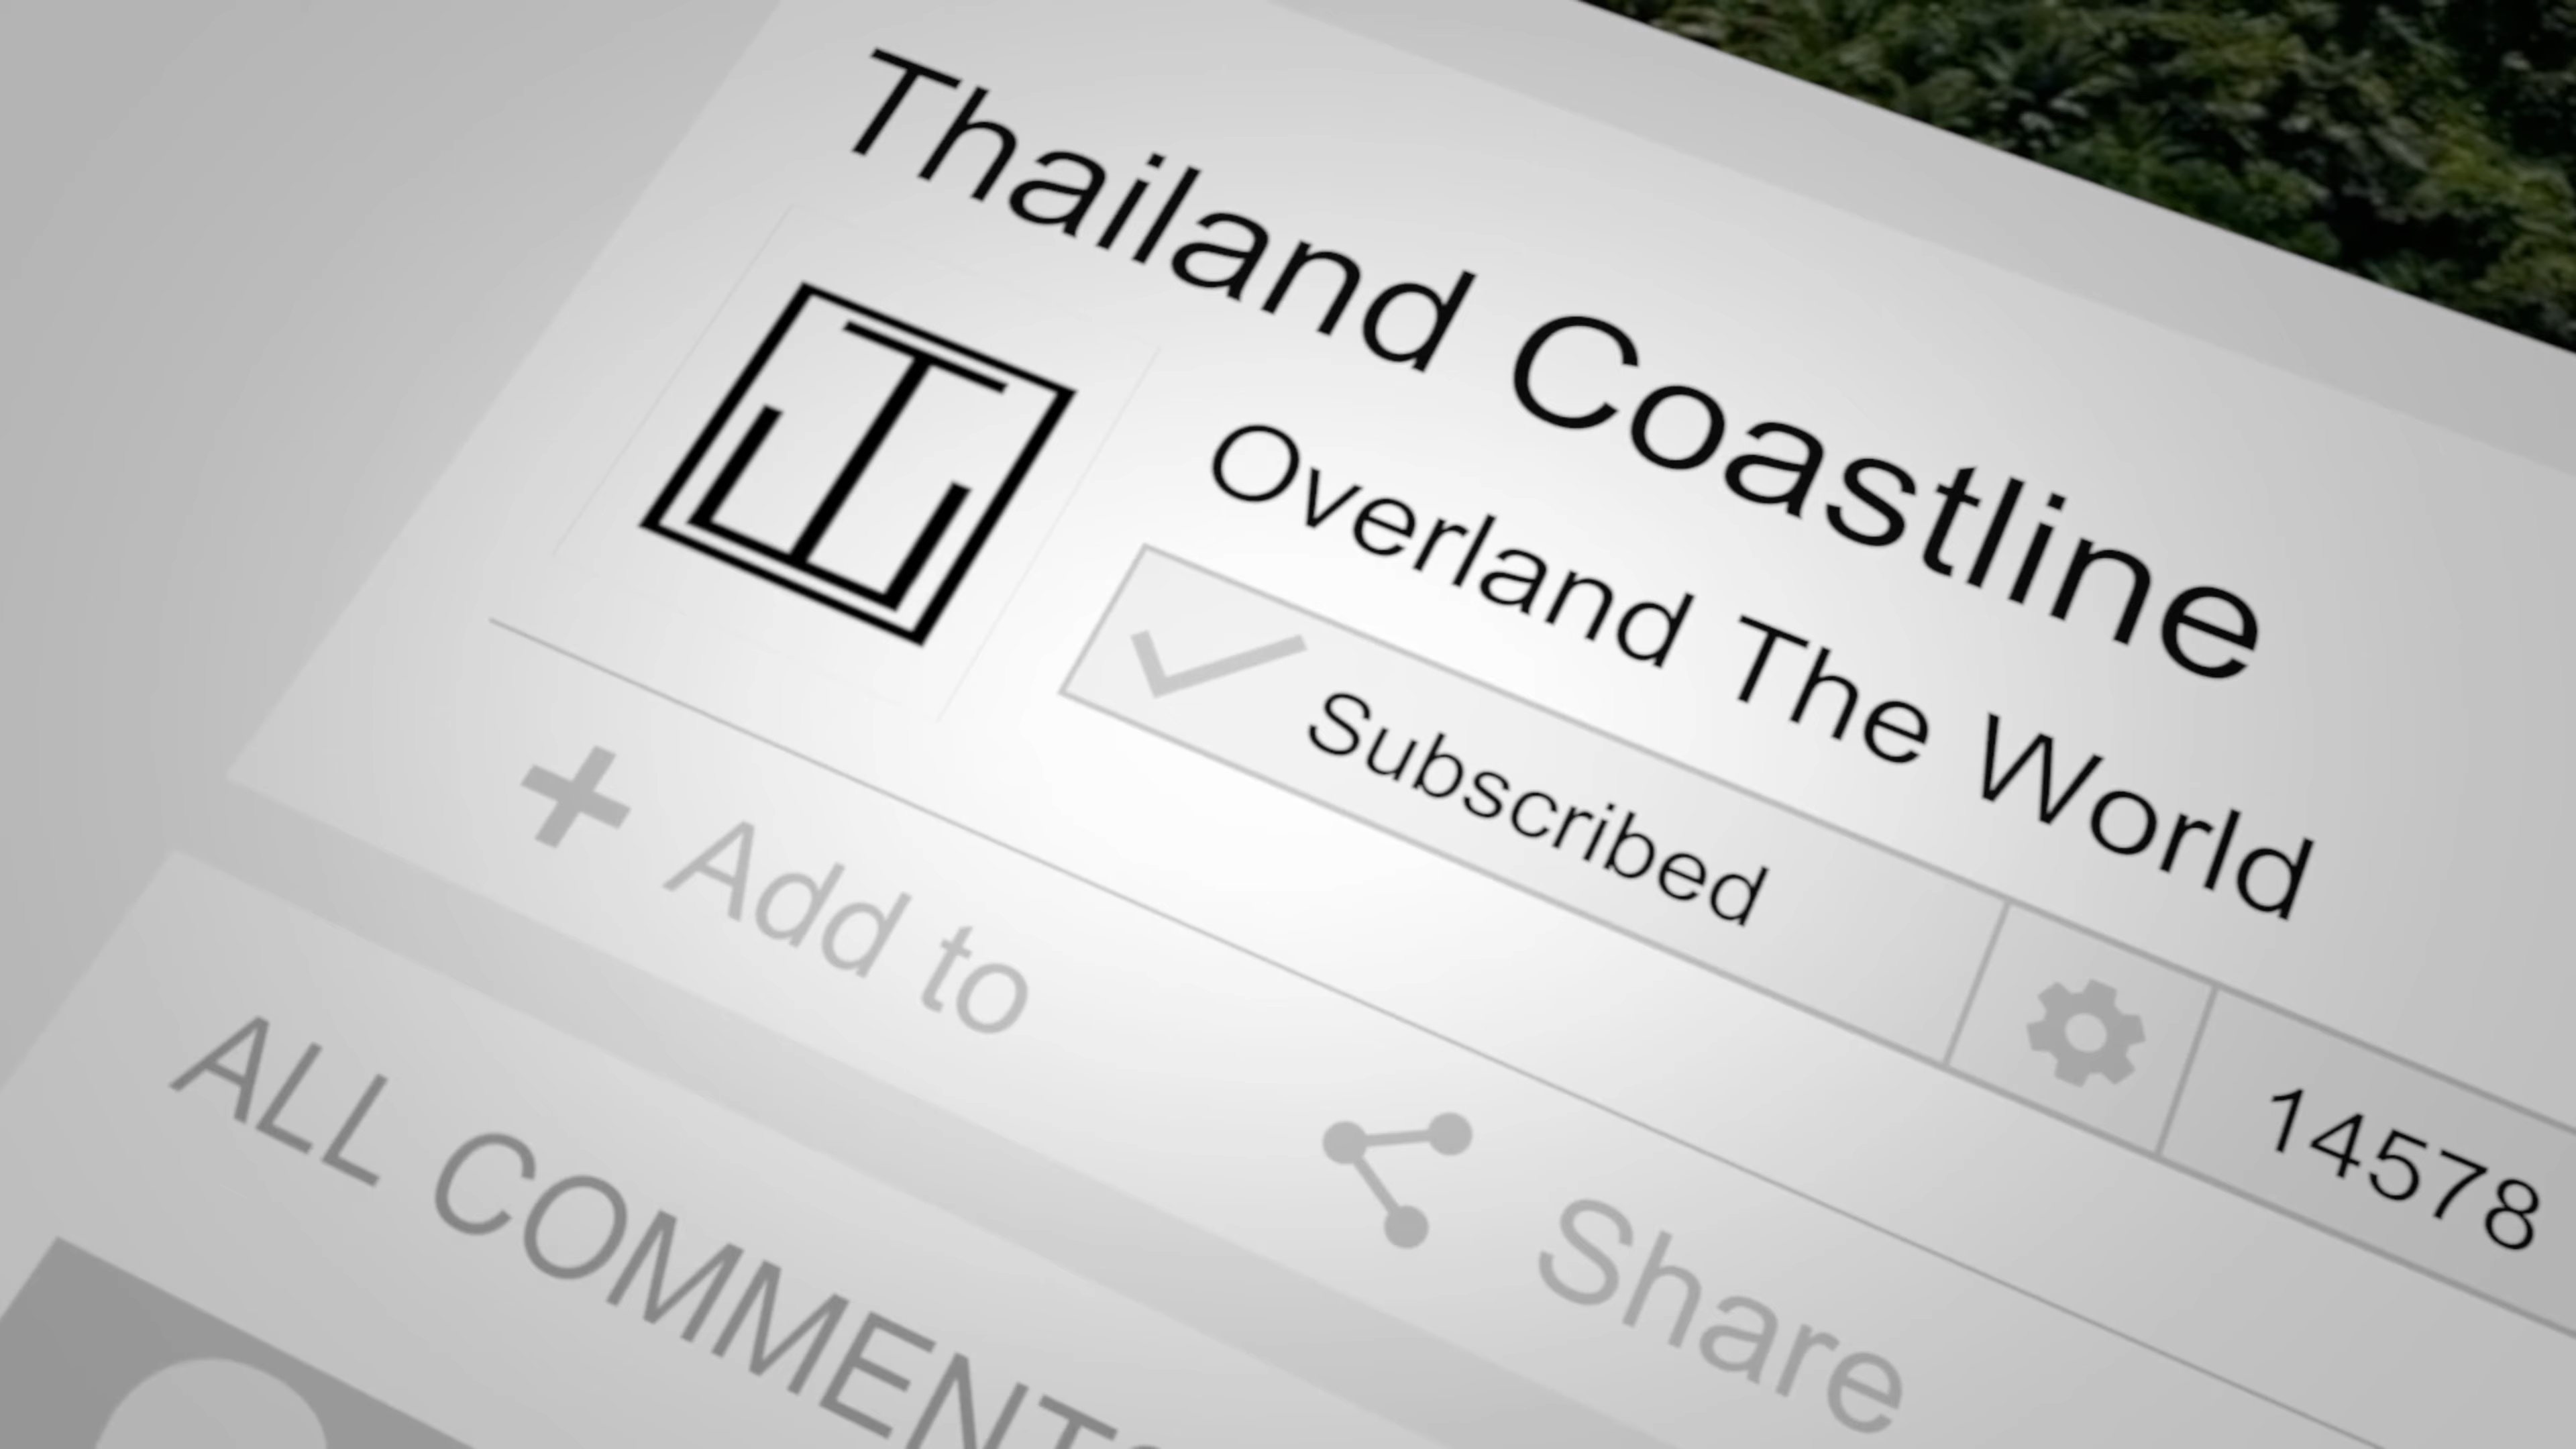 Thailand Coastline
Overland The World
Subscribed
14578
Add to
Share
ALL COMMENTS